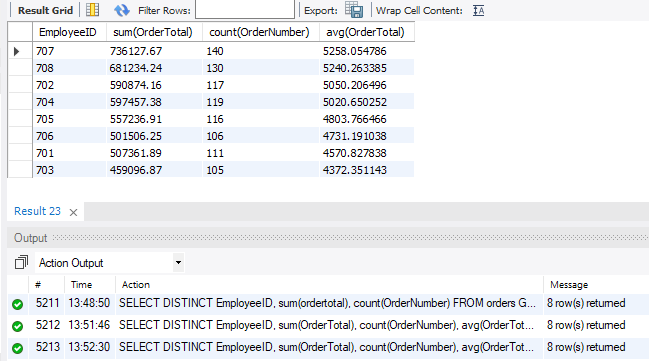 Result Grid Filter Rows: Export: Wrap Cell Content:
EmployeeID sum(OrderTotal) count(OrderNumber) avg(OrderTotal)
707 736127.67 140 5258.054786
708 681234.24 130 5240.263385
702 590874.16 117 5050.206496
704 597457.38 119 5020.650252
705 557236.91 116 4803.766466
706 501506.25 106 4731.191038
701 507361.89 111 4570.827838
703 459096.87 105 4372.351143
Result 23
Output
Action Output
# Time Action Message
5211 13:48:50 SELECT DISTINCT EmployeeID, sum(ordertotal), count(OrderNumber) FROM orders G... 8 row(s) returned
5212 13:51:46 SELECT DISTINCT EmployeeID, sum(OrderTotal), count(OrderNumber), avg(OrderTot... 8 row(s) returned
5213 13:52:30 SELECT DISTINCT EmployeeID, sum(OrderTotal), count(OrderNumber), avg(OrderTot... 8 row(s) returned